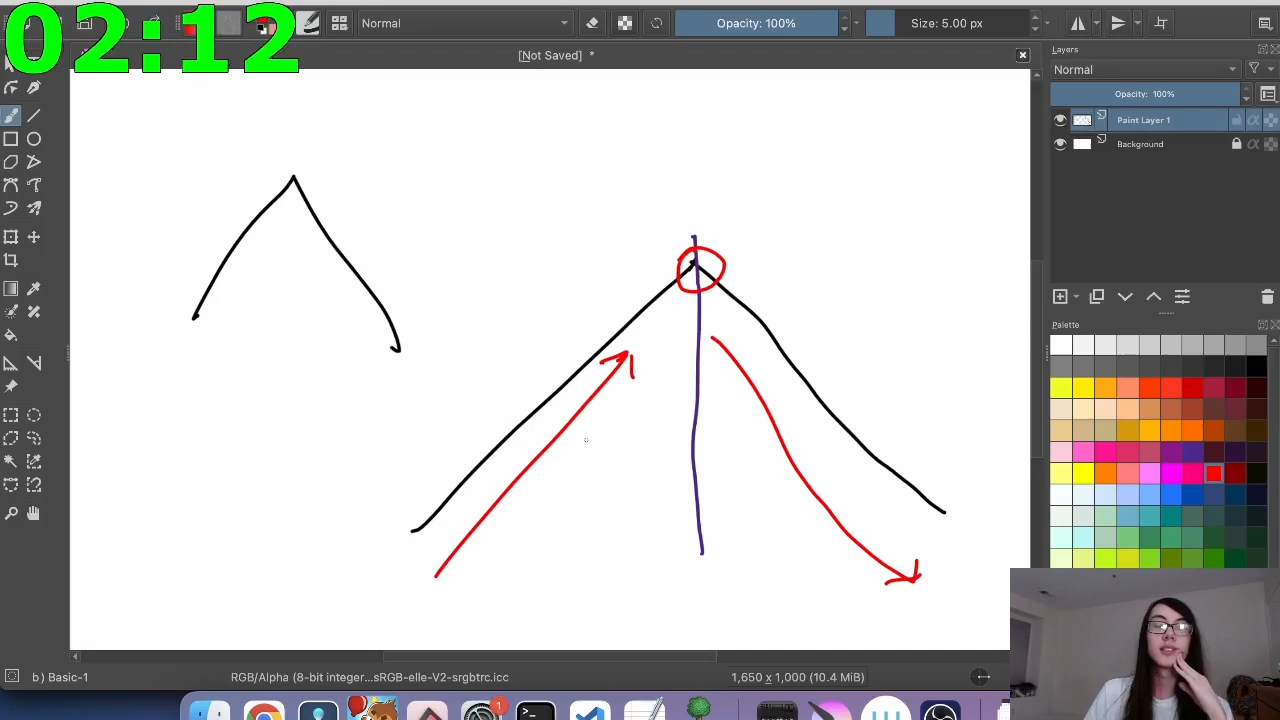 02:12
Normal
Opacity: 100%
Size: 5.00 px
[Not Saved] *
Layers
Normal
Opacity: 100%
Paint Layer 1
Background
Palette
b) Basic-1
RGB/Alpha (8-bit integer...sRGB-elle-V2-srgbtrc.icc
1,650 x 1,000 (10.4 MiB)
1
>_